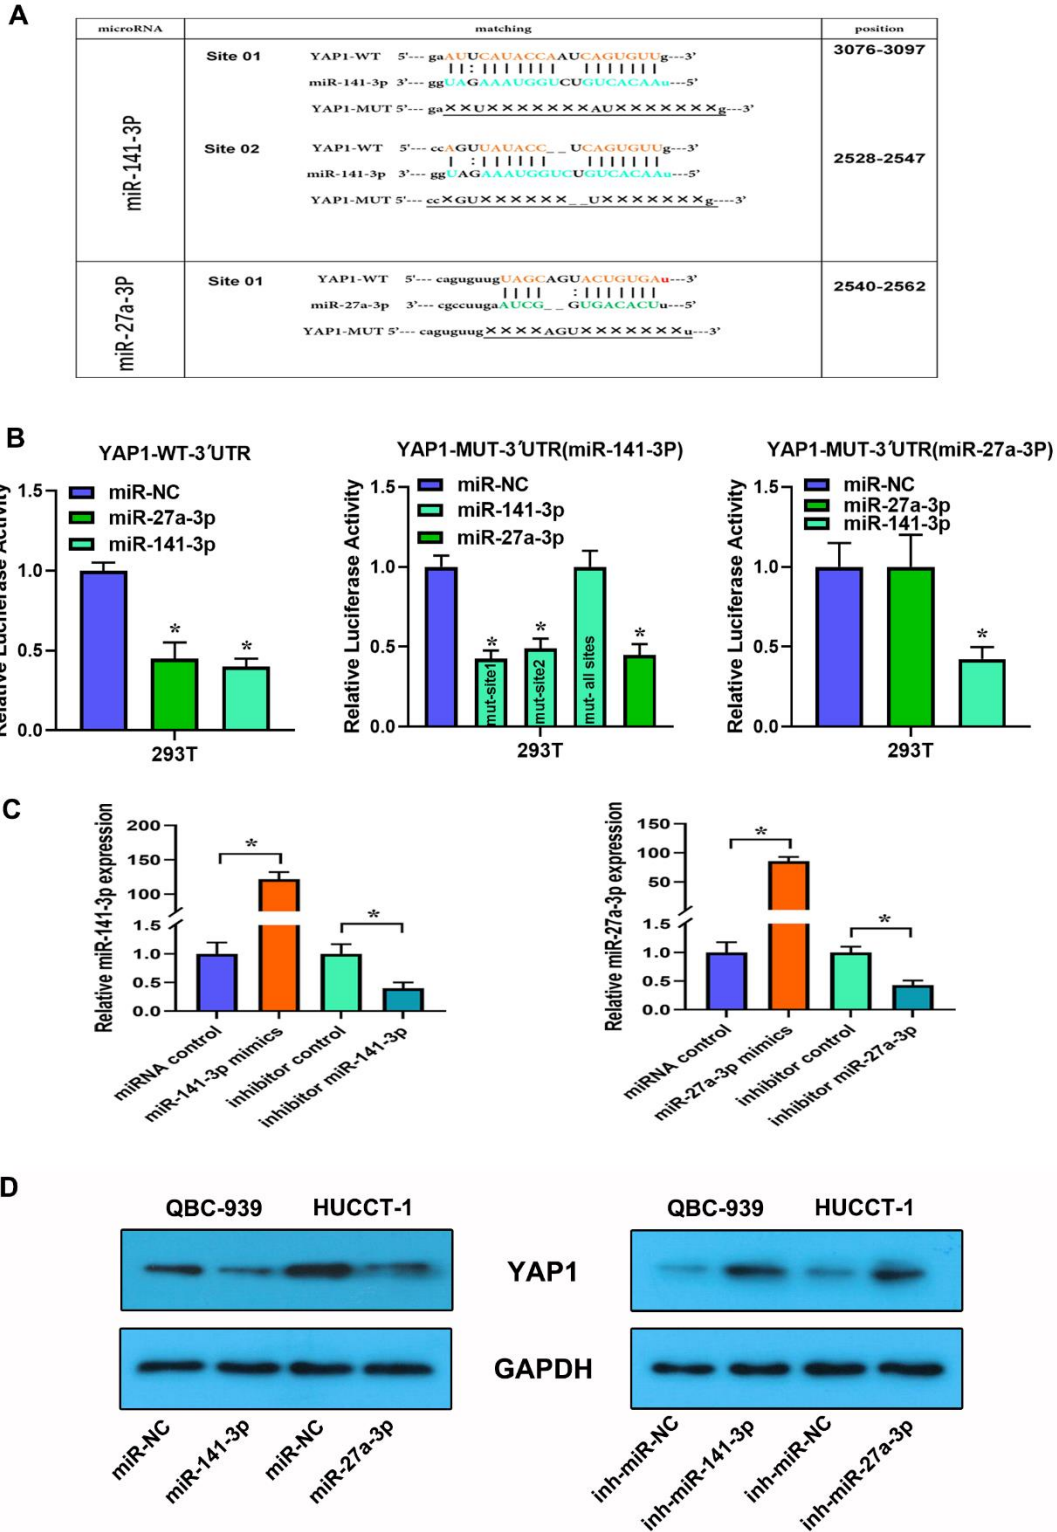 A
microRNA matching position
miR-141-3P
Site 01 YAP1-WT 5'--- gaAUUCAUACCAAUCAGUGUUg---3' 3076-3097
miR-141-3p 3'--- ggUAGAAAUGGUCUGUCACAAu---5'
YAP1-MUT 5'--- ga××U×××××××AU×××××××g---3'
Site 02 YAP1-WT 5'--- ccAGUUAUACC__UCAGUGUUg---3' 2528-2547
miR-141-3p 3'--- ggUAGAAAUGGUCUGUCACAAu---5'
YAP1-MUT 5'--- cc×GU××××××__U×××××××g----3'
miR-27a-3P
Site 01 YAP1-WT 5'--- caguguugUAGCAGUACUGUGAu---3' 2540-2562
miR-27a-3p 3'--- cgccuugaAUCG__GUGACACUu---5'
YAP1-MUT 5'--- caguguug××××AGU×××××××u---3'
B
YAP1-WT-3′UTR
Relative Luciferase Activity
1.5
1.0
0.5
0.0
miR-NC
miR-27a-3p
miR-141-3p
* *
293T
YAP1-MUT-3′UTR(miR-141-3P)
Relative Luciferase Activity
1.5
1.0
0.5
0.0
miR-NC
miR-141-3p
miR-27a-3p
* * *
mut-site1
mut-site2
mut- all sites
293T
YAP1-MUT-3′UTR(miR-27a-3P)
Relative Luciferase Activity
1.5
1.0
0.5
0.0
miR-NC
miR-27a-3p
miR-141-3p
*
293T
C
Relative miR-141-3p expression
200
150
100
1.5
1.0
0.5
0.0
* *
miRNA control
miR-141-3p mimics
inhibitor control
inhibitor miR-141-3p
Relative miR-27a-3p expression
150
100
50
1.5
1.0
0.5
0.0
* *
miRNA control
miR-27a-3p mimics
inhibitor control
inhibitor miR-27a-3p
D
QBC-939 HUCCT-1 QBC-939 HUCCT-1
YAP1
GAPDH
miR-NC
miR-141-3p
miR-NC
miR-27a-3p
inh-miR-NC
inh-miR-141-3p
inh-miR-NC
inh-miR-27a-3p